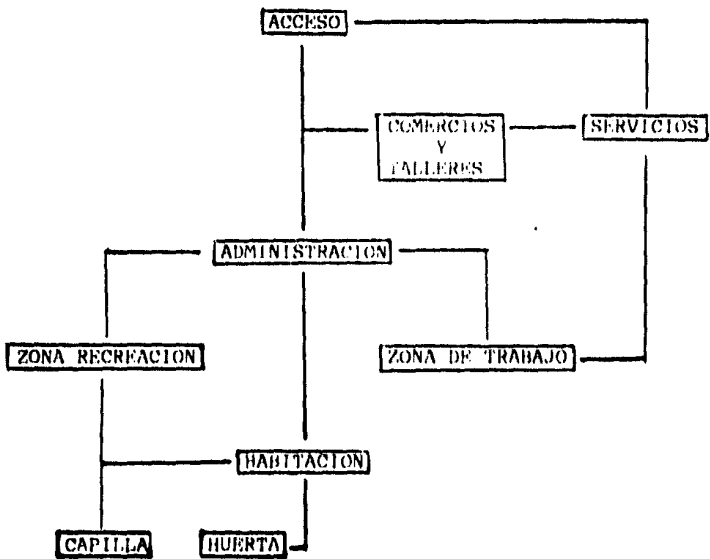 ACCESO
COMERCIOS
Y
TALLERES
SERVICIOS
ADMINISTRACION
ZONA RECREACION
ZONA DE TRABAJO
HABITACION
CAPILLA
HUERTA